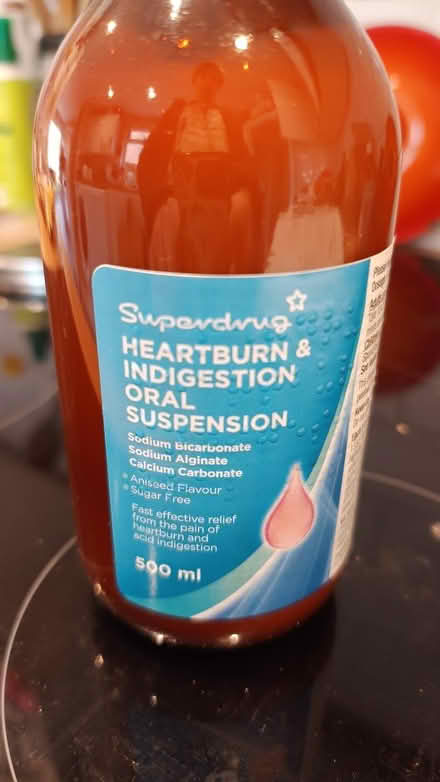 Superdrug
HEARTBURN &
INDIGESTION
ORAL
SUSPENSION
Sodium Bicarbonate
Sodium Alginate
Calcium Carbonate
Aniseed Flavour
Sugar Free
Fast effective relief
from the pain of
heartburn and
acid indigestion
500 ml